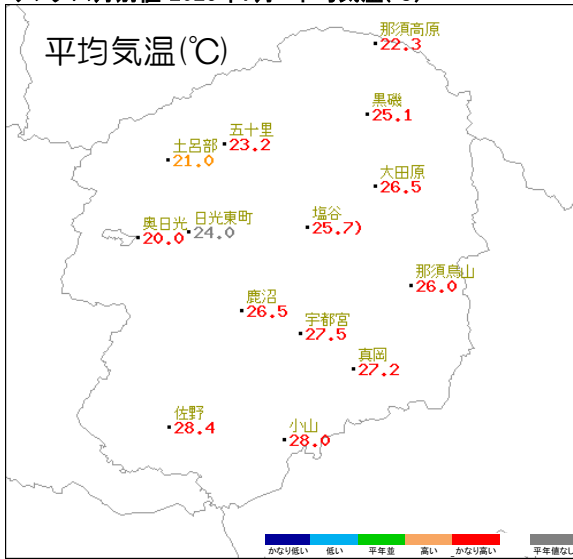 平均気温(℃)
那須高原
22.3
黒磯
25.1
五十里
23.2
土呂部
21.0
大田原
26.5
日光東町
24.0
奥日光
20.0
塩谷
25.7)
那須烏山
26.0
鹿沼
26.5
宇都宮
27.5
真岡
27.2
佐野
28.4
小山
28.0
かなり低い 低い 平年並 高い かなり高い 平年値なし